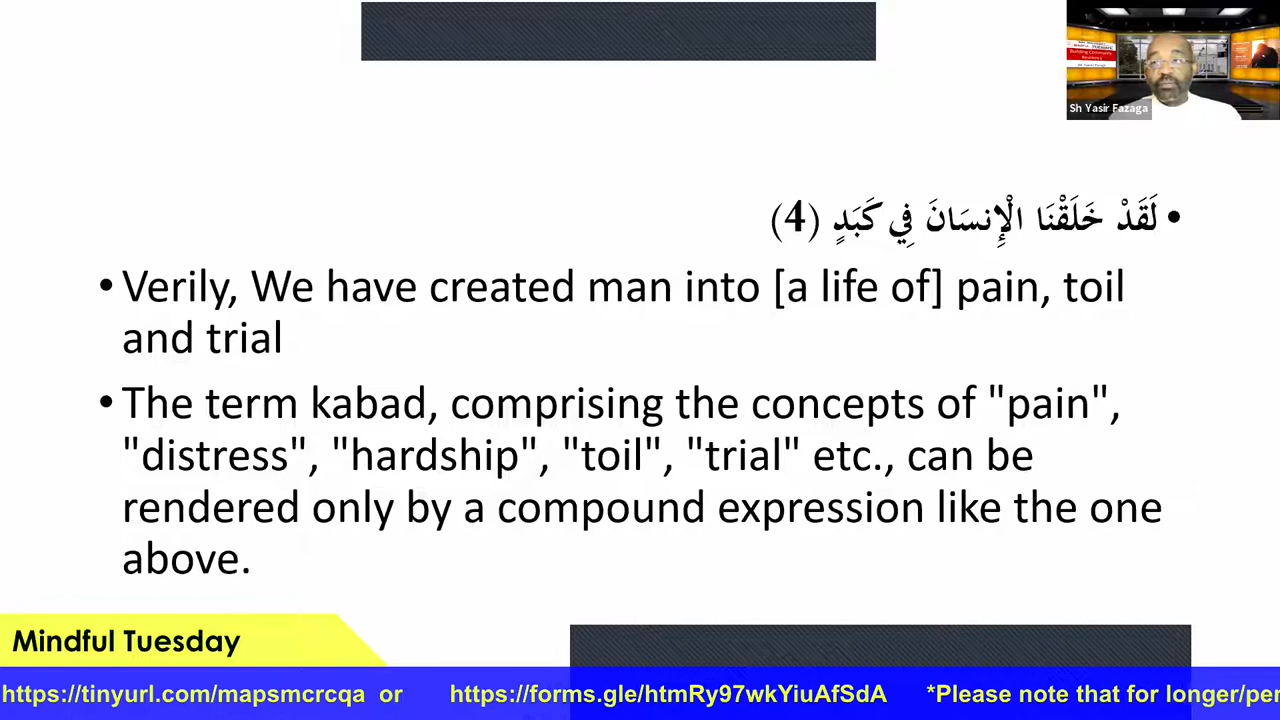 Sh Yasir Fazaga
• لَقَدْ خَلَقْنَا الْإِنسَانَ فِي كَبَدٍ (4)
• Verily, We have created man into [a life of] pain, toil
and trial
• The term kabad, comprising the concepts of "pain",
"distress", "hardship", "toil", "trial" etc., can be
rendered only by a compound expression like the one
above.
Mindful Tuesday
https://tinyurl.com/mapsmcrcqa or https://forms.gle/htmRy97wkYiuAfSdA *Please note that for longer/per